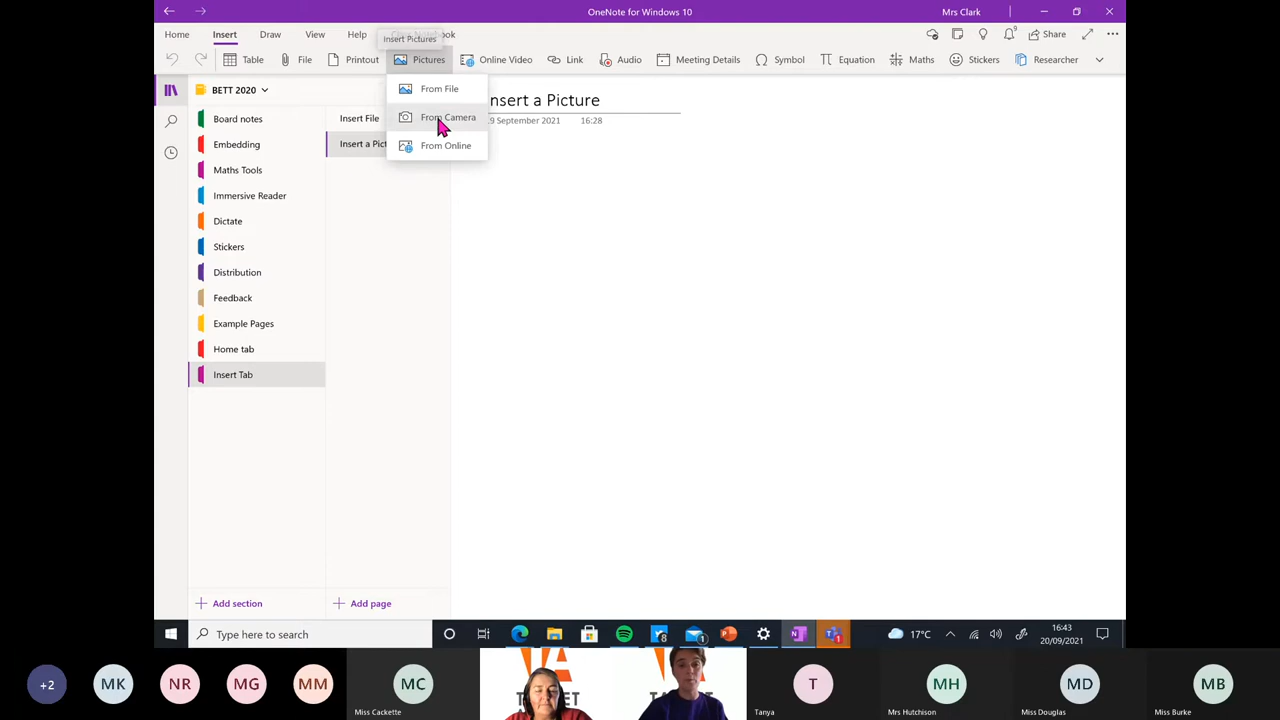 OneNote for Windows 10
Mrs Clark
Home
Insert
Draw
View
Help
Notebook
Share
Insert Pictures
Table
File
Printout
Pictures
Online Video
Link
Audio
Meeting Details
Symbol
Equation
Maths
Stickers
Researcher
BETT 2020
Board notes
Embedding
Maths Tools
Immersive Reader
Dictate
Stickers
Distribution
Feedback
Example Pages
Home tab
Insert Tab
Add section
Insert File
Insert a Pict
Add page
From File
From Camera
From Online
nsert a Picture
9 September 2021
16:28
Type here to search
17°C
16:43
20/09/2021
+2
MK
NR
MG
MM
MC
Miss Cackette
T
Tanya
MH
Mrs Hutchison
MD
Miss Douglas
MB
Miss Burke